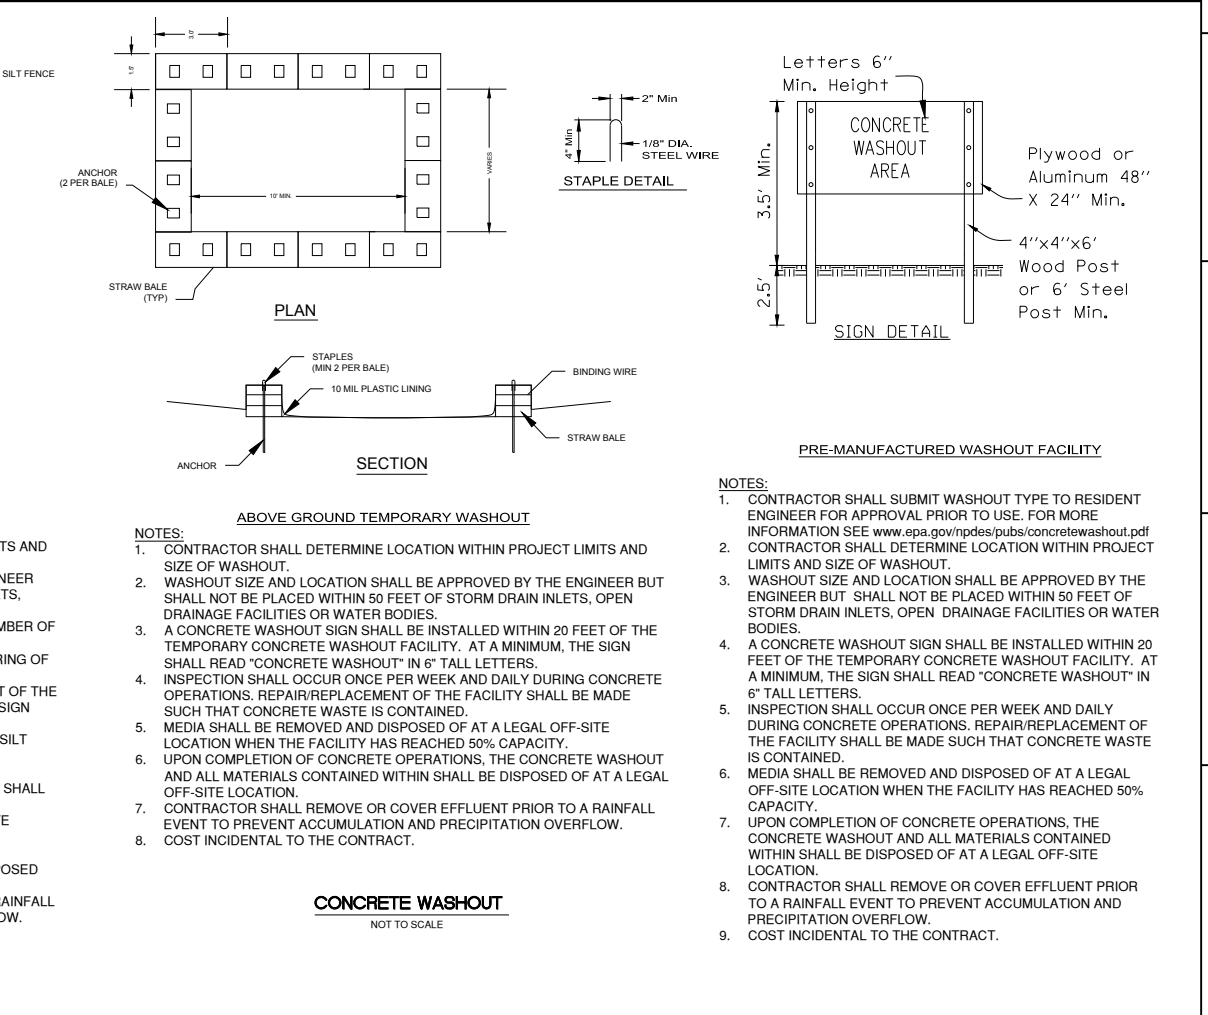 3.0'
1.5'
SILT FENCE
ANCHOR
(2 PER BALE)
10' MIN.
VARIES
STRAW BALE
(TYP)
PLAN
2" Min
4" Min
1/8" DIA.
STEEL WIRE
STAPLE DETAIL
Letters 6''
Min. Height
CONCRETE
WASHOUT
AREA
3.5' Min.
2.5'
Plywood or
Aluminum 48''
X 24'' Min.
4''x4''x6'
Wood Post
or 6' Steel
Post Min.
SIGN DETAIL
STAPLES
(MIN 2 PER BALE)
10 MIL PLASTIC LINING
BINDING WIRE
STRAW BALE
ANCHOR
SECTION
TS AND
NEER
TS,
MBER OF
RING OF
T OF THE
SIGN
SILT
SHALL
TE
POSED
RAINFALL
OW.
ABOVE GROUND TEMPORARY WASHOUT
NOTES:
1. CONTRACTOR SHALL DETERMINE LOCATION WITHIN PROJECT LIMITS AND
SIZE OF WASHOUT.
2. WASHOUT SIZE AND LOCATION SHALL BE APPROVED BY THE ENGINEER BUT
SHALL NOT BE PLACED WITHIN 50 FEET OF STORM DRAIN INLETS, OPEN
DRAINAGE FACILITIES OR WATER BODIES.
3. A CONCRETE WASHOUT SIGN SHALL BE INSTALLED WITHIN 20 FEET OF THE
TEMPORARY CONCRETE WASHOUT FACILITY. AT A MINIMUM, THE SIGN
SHALL READ "CONCRETE WASHOUT" IN 6" TALL LETTERS.
4. INSPECTION SHALL OCCUR ONCE PER WEEK AND DAILY DURING CONCRETE
OPERATIONS. REPAIR/REPLACEMENT OF THE FACILITY SHALL BE MADE
SUCH THAT CONCRETE WASTE IS CONTAINED.
5. MEDIA SHALL BE REMOVED AND DISPOSED OF AT A LEGAL OFF-SITE
LOCATION WHEN THE FACILITY HAS REACHED 50% CAPACITY.
6. UPON COMPLETION OF CONCRETE OPERATIONS, THE CONCRETE WASHOUT
AND ALL MATERIALS CONTAINED WITHIN SHALL BE DISPOSED OF AT A LEGAL
OFF-SITE LOCATION.
7. CONTRACTOR SHALL REMOVE OR COVER EFFLUENT PRIOR TO A RAINFALL
EVENT TO PREVENT ACCUMULATION AND PRECIPITATION OVERFLOW.
8. COST INCIDENTAL TO THE CONTRACT.
CONCRETE WASHOUT
NOT TO SCALE
PRE-MANUFACTURED WASHOUT FACILITY
NOTES:
1. CONTRACTOR SHALL SUBMIT WASHOUT TYPE TO RESIDENT
ENGINEER FOR APPROVAL PRIOR TO USE. FOR MORE
INFORMATION SEE www.epa.gov/npdes/pubs/concretewashout.pdf
2. CONTRACTOR SHALL DETERMINE LOCATION WITHIN PROJECT
LIMITS AND SIZE OF WASHOUT.
3. WASHOUT SIZE AND LOCATION SHALL BE APPROVED BY THE
ENGINEER BUT SHALL NOT BE PLACED WITHIN 50 FEET OF
STORM DRAIN INLETS, OPEN DRAINAGE FACILITIES OR WATER
BODIES.
4. A CONCRETE WASHOUT SIGN SHALL BE INSTALLED WITHIN 20
FEET OF THE TEMPORARY CONCRETE WASHOUT FACILITY. AT
A MINIMUM, THE SIGN SHALL READ "CONCRETE WASHOUT" IN
6" TALL LETTERS.
5. INSPECTION SHALL OCCUR ONCE PER WEEK AND DAILY
DURING CONCRETE OPERATIONS. REPAIR/REPLACEMENT OF
THE FACILITY SHALL BE MADE SUCH THAT CONCRETE WASTE
IS CONTAINED.
6. MEDIA SHALL BE REMOVED AND DISPOSED OF AT A LEGAL
OFF-SITE LOCATION WHEN THE FACILITY HAS REACHED 50%
CAPACITY.
7. UPON COMPLETION OF CONCRETE OPERATIONS, THE
CONCRETE WASHOUT AND ALL MATERIALS CONTAINED
WITHIN SHALL BE DISPOSED OF AT A LEGAL OFF-SITE
LOCATION.
8. CONTRACTOR SHALL REMOVE OR COVER EFFLUENT PRIOR
TO A RAINFALL EVENT TO PREVENT ACCUMULATION AND
PRECIPITATION OVERFLOW.
9. COST INCIDENTAL TO THE CONTRACT.